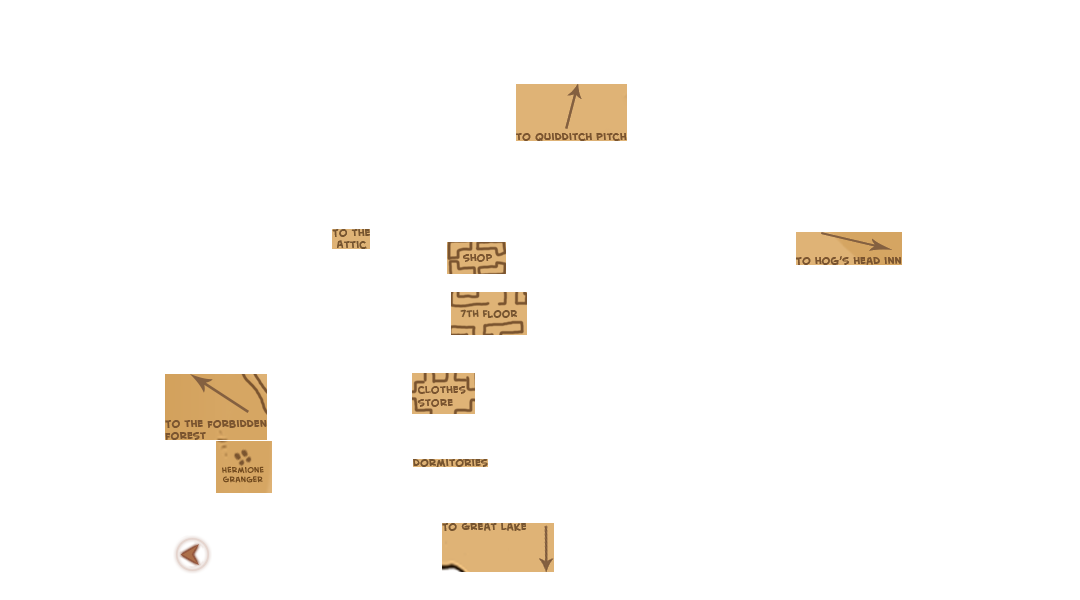 TO QUIDDITCH PITCH
TO THE
ATTIC
SHOP
TO HOG'S HEAD INN
7TH FLOOR
CLOTHES
STORE
TO THE FORBIDDEN
FOREST
DORMITORIES
HERMIONE
GRANGER
TO GREAT LAKE